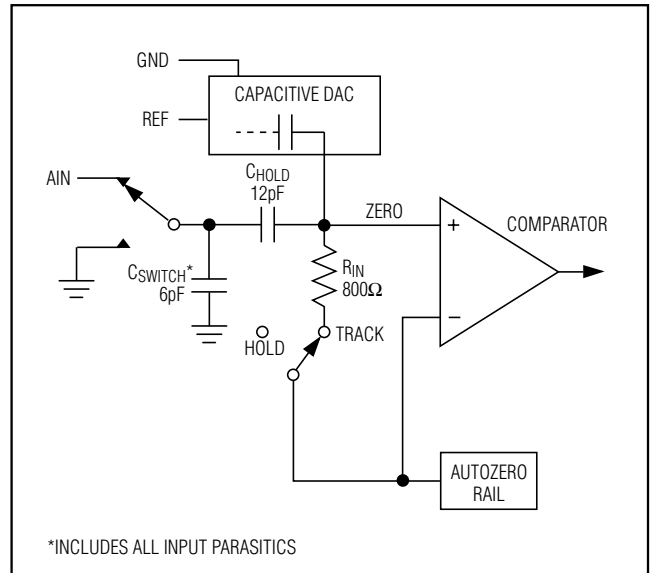 GND
CAPACITIVE DAC
REF
AIN
CHOLD
12pF
ZERO
COMPARATOR
+
RIN
800Ω
CSWITCH*
6pF
−
HOLD
TRACK
AUTOZERO
RAIL
*INCLUDES ALL INPUT PARASITICS